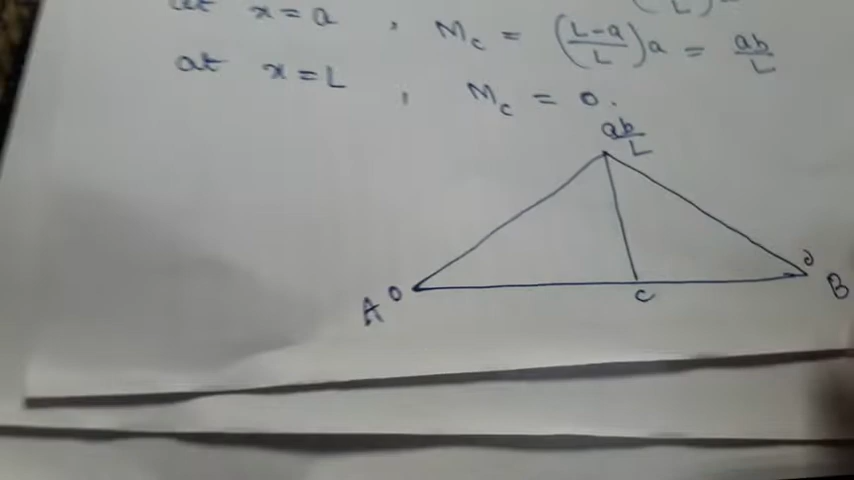 at x = a , Mc = (L-a/L)a = ab/L
at x = L , Mc = 0.
ab/L
A 0 C 0 B